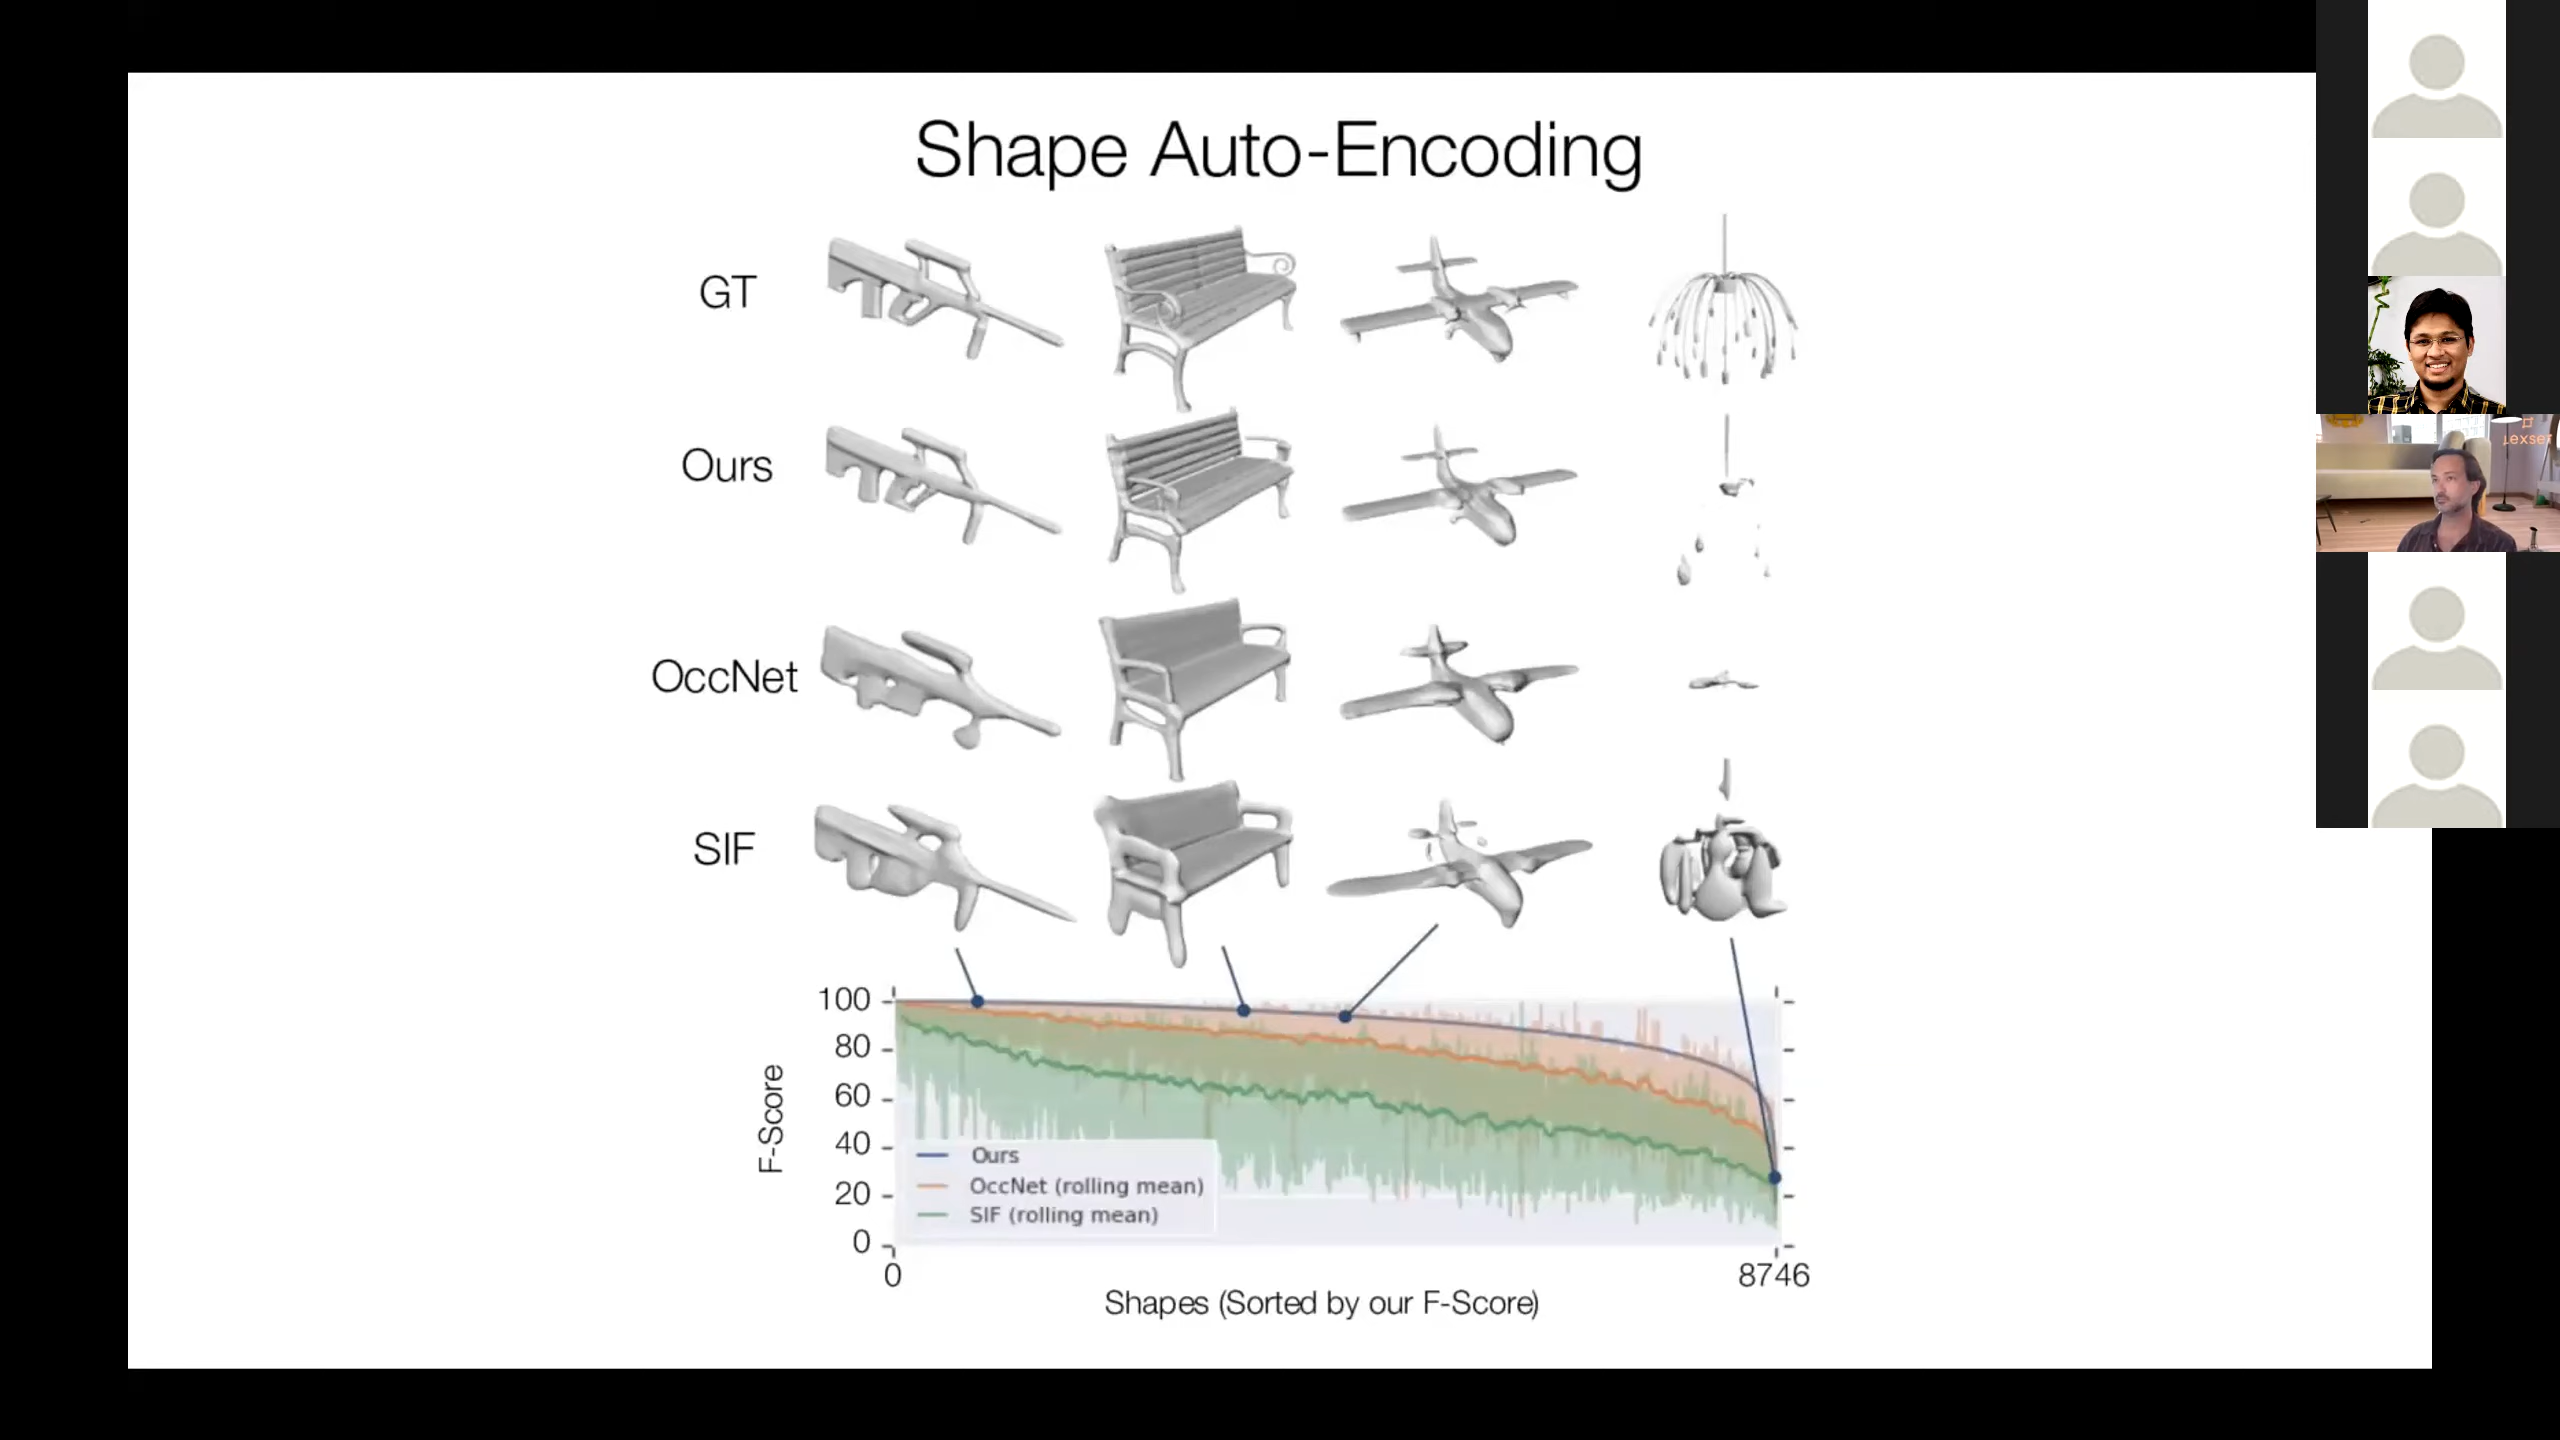 Shape Auto-Encoding
GT
Ours
OccNet
SIF
100
80
60
40
20
0
F-Score
Ours
OccNet (rolling mean)
SIF (rolling mean)
0
8746
Shapes (Sorted by our F-Score)
Lexset